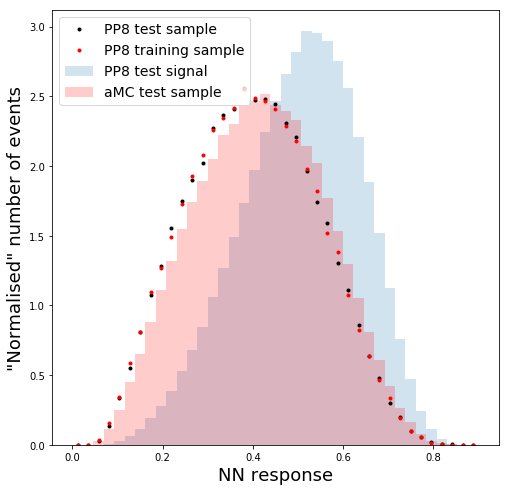 PP8 test sample
PP8 training sample
PP8 test signal
aMC test sample
"Normalised" number of events
3.0
2.5
2.0
1.5
1.0
0.5
0.0
0.0 0.2 0.4 0.6 0.8
NN response